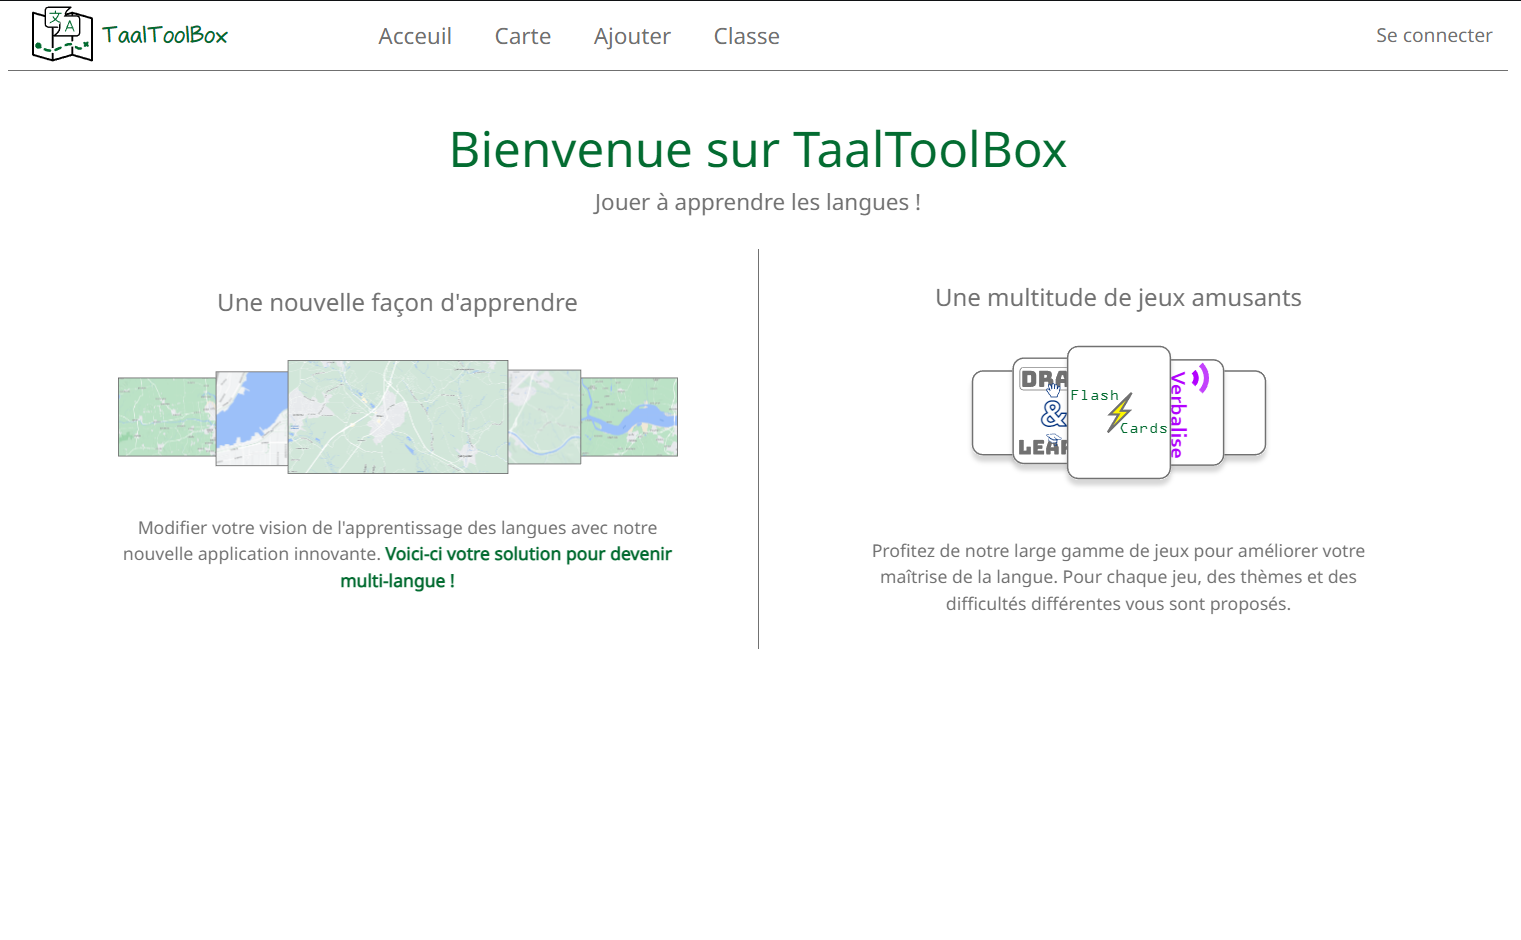 TaalToolBox
Acceuil Carte Ajouter Classe
Se connecter
Bienvenue sur TaalToolBox
Jouer à apprendre les langues !
Une nouvelle façon d'apprendre
Modifier votre vision de l'apprentissage des langues avec notre
nouvelle application innovante. Voici-ci votre solution pour devenir
multi-langue !
Une multitude de jeux amusants
DRA
&
LEAR
Flash
Cards
Verbalise
Profitez de notre large gamme de jeux pour améliorer votre
maîtrise de la langue. Pour chaque jeu, des thèmes et des
difficultés différentes vous sont proposés.